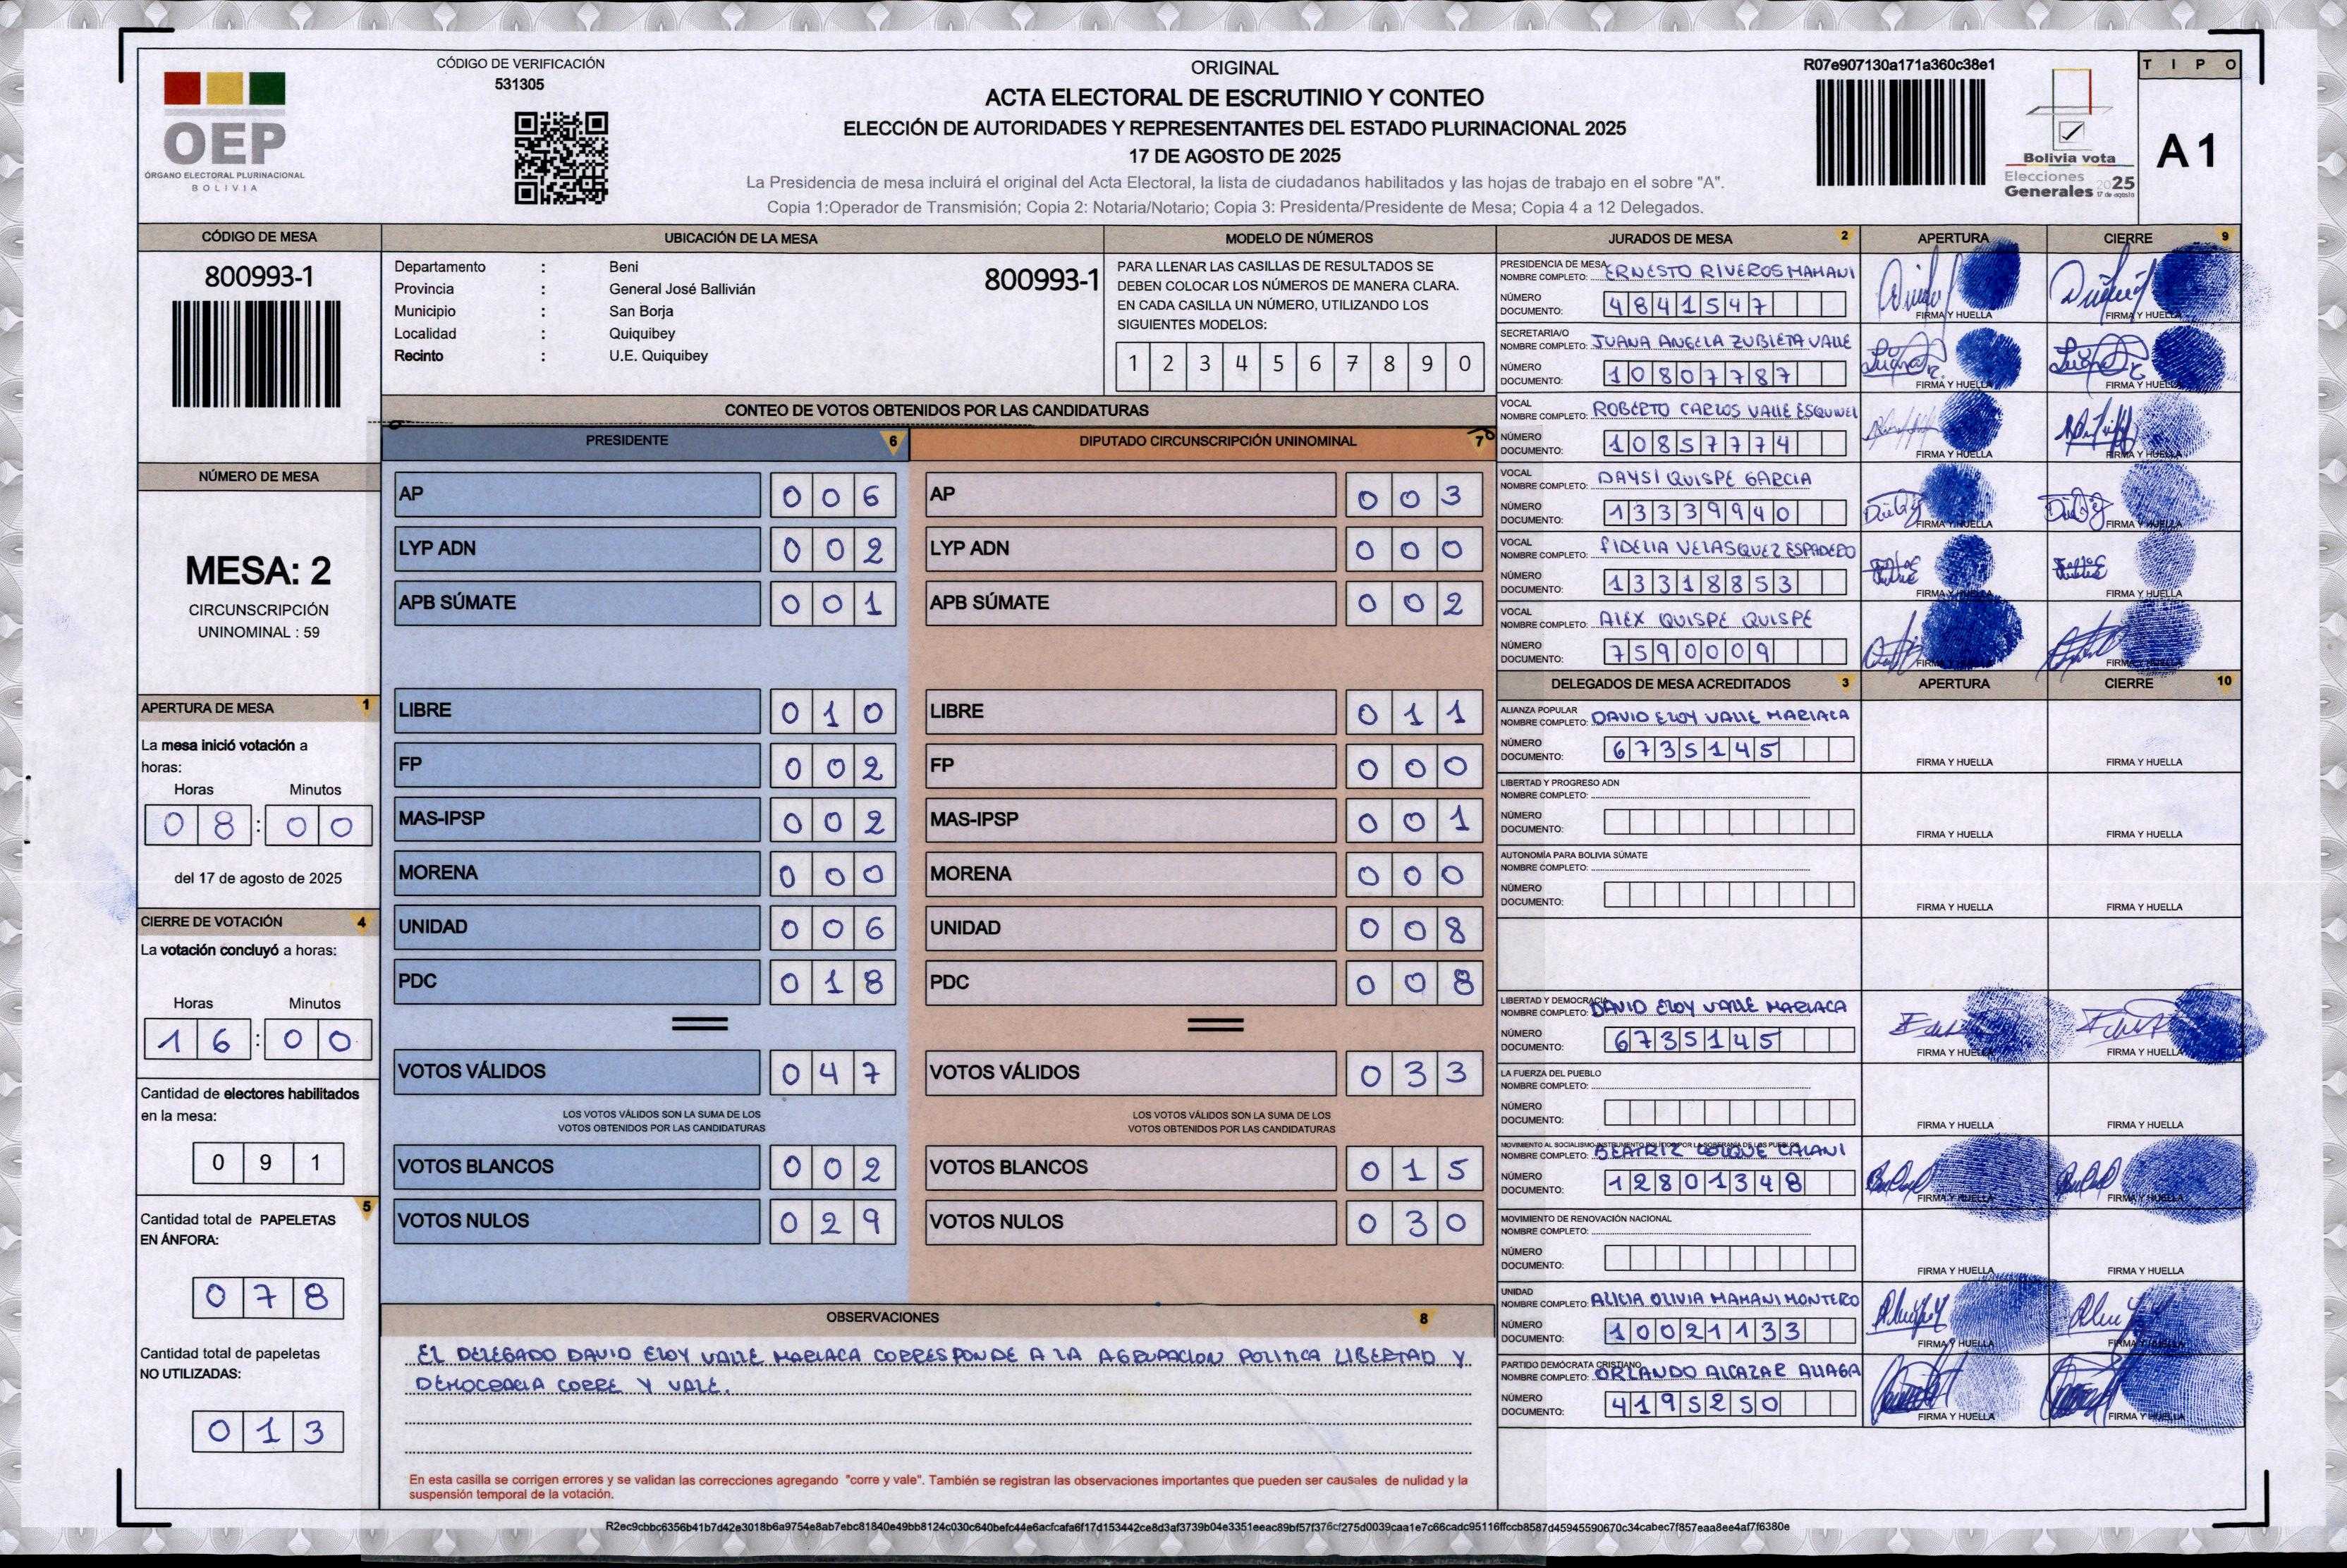 CÓDIGO DE VERIFICACIÓN
531305
OEP
ÓRGANO ELECTORAL PLURINACIONAL
BOLIVIA
ORIGINAL
ACTA ELECTORAL DE ESCRUTINIO Y CONTEO
ELECCIÓN DE AUTORIDADES Y REPRESENTANTES DEL ESTADO PLURINACIONAL 2025
17 DE AGOSTO DE 2025
La Presidencia de mesa incluirá el original del Acta Electoral, la lista de ciudadanos habilitados y las hojas de trabajo en el sobre "A".
Copia 1:Operador de Transmisión; Copia 2: Notaria/Notario; Copia 3: Presidenta/Presidente de Mesa; Copia 4 a 12 Delegados.
R07e907130a171a360c38e1
Bolivia vota
Elecciones
Generales 2025
17 de agosto
TIPO
A1
CÓDIGO DE MESA
800993-1
NÚMERO DE MESA
MESA: 2
CIRCUNSCRIPCIÓN
UNINOMINAL : 59
APERTURA DE MESA 1
La mesa inició votación a
horas:
Horas Minutos
08:00
del 17 de agosto de 2025
CIERRE DE VOTACIÓN 4
La votación concluyó a horas:
Horas Minutos
16:00
Cantidad de electores habilitados
en la mesa:
091
5
Cantidad total de PAPELETAS
EN ÁNFORA:
078
Cantidad total de papeletas
NO UTILIZADAS:
013
UBICACIÓN DE LA MESA
Departamento : Beni
Provincia : General José Ballivián
Municipio : San Borja
Localidad : Quiquibey
Recinto : U.E. Quiquibey
800993-1
MODELO DE NÚMEROS
PARA LLENAR LAS CASILLAS DE RESULTADOS SE
DEBEN COLOCAR LOS NÚMEROS DE MANERA CLARA.
EN CADA CASILLA UN NÚMERO, UTILIZANDO LOS
SIGUIENTES MODELOS:
1 2 3 4 5 6 7 8 9 0
CONTEO DE VOTOS OBTENIDOS POR LAS CANDIDATURAS
PRESIDENTE 6
AP 006
LYP ADN 002
APB SÚMATE 001
LIBRE 010
FP 002
MAS-IPSP 002
MORENA 000
UNIDAD 006
PDC 018
VOTOS VÁLIDOS 047
LOS VOTOS VÁLIDOS SON LA SUMA DE LOS
VOTOS OBTENIDOS POR LAS CANDIDATURAS
VOTOS BLANCOS 002
VOTOS NULOS 029
DIPUTADO CIRCUNSCRIPCIÓN UNINOMINAL 7
AP 003
LYP ADN 000
APB SÚMATE 002
LIBRE 011
FP 000
MAS-IPSP 001
MORENA 000
UNIDAD 008
PDC 008
VOTOS VÁLIDOS 033
LOS VOTOS VÁLIDOS SON LA SUMA DE LOS
VOTOS OBTENIDOS POR LAS CANDIDATURAS
VOTOS BLANCOS 015
VOTOS NULOS 030
OBSERVACIONES 8
EL DELEGADO DAVID ELOY VALLE MARIACA CORRESPONDE A LA AGRUPACION POLITICA LIBERTAD Y
DEMOCRACIA CORRE Y VALE.
En esta casilla se corrigen errores y se validan las correcciones agregando "corre y vale". También se registran las observaciones importantes que pueden ser causales de nulidad y la
suspensión temporal de la votación.
JURADOS DE MESA 2 APERTURA CIERRE 9
PRESIDENCIA DE MESA
NOMBRE COMPLETO: ERNESTO RIVEROS MAMANI
NÚMERO
DOCUMENTO: 4841547
FIRMA Y HUELLA FIRMA Y HUELLA
SECRETARIA/O
NOMBRE COMPLETO: JUANA ANGELA ZUBIETA VALLE
NÚMERO
DOCUMENTO: 10807787
FIRMA Y HUELLA FIRMA Y HUELLA
VOCAL
NOMBRE COMPLETO: ROBERTO CARLOS VALLE ESQUIVEL
NÚMERO
DOCUMENTO: 10857774
FIRMA Y HUELLA FIRMA Y HUELLA
VOCAL
NOMBRE COMPLETO: DAYSI QUISPE GARCIA
NÚMERO
DOCUMENTO: 13339940
FIRMA Y HUELLA FIRMA Y HUELLA
VOCAL
NOMBRE COMPLETO: FIDELIA VELASQUEZ ESPADERO
NÚMERO
DOCUMENTO: 13318853
FIRMA Y HUELLA FIRMA Y HUELLA
VOCAL
NOMBRE COMPLETO: ALEX QUISPE QUISPE
NÚMERO
DOCUMENTO: 7590009
FIRMA Y HUELLA FIRMA Y HUELLA
DELEGADOS DE MESA ACREDITADOS 3 APERTURA CIERRE 10
ALIANZA POPULAR
NOMBRE COMPLETO: DAVID ELOY VALLE MARIACA
NÚMERO
DOCUMENTO: 6735145
FIRMA Y HUELLA FIRMA Y HUELLA
LIBERTAD Y PROGRESO ADN
NOMBRE COMPLETO:
NÚMERO
DOCUMENTO:
FIRMA Y HUELLA FIRMA Y HUELLA
AUTONOMÍA PARA BOLIVIA SÚMATE
NOMBRE COMPLETO:
NÚMERO
DOCUMENTO:
FIRMA Y HUELLA FIRMA Y HUELLA
LIBERTAD Y DEMOCRACIA
NOMBRE COMPLETO: DAVID ELOY VALLE MARIACA
NÚMERO
DOCUMENTO: 6735145
FIRMA Y HUELLA FIRMA Y HUELLA
LA FUERZA DEL PUEBLO
NOMBRE COMPLETO:
NÚMERO
DOCUMENTO:
FIRMA Y HUELLA FIRMA Y HUELLA
MOVIMIENTO AL SOCIALISMO-INSTRUMENTO POLÍTICO POR LA SOBERANÍA DE LOS PUEBLOS
NOMBRE COMPLETO: BEATRIZ CALANI
NÚMERO
DOCUMENTO: 12801348
FIRMA Y HUELLA FIRMA Y HUELLA
MOVIMIENTO DE RENOVACIÓN NACIONAL
NOMBRE COMPLETO:
NÚMERO
DOCUMENTO:
FIRMA Y HUELLA FIRMA Y HUELLA
UNIDAD
NOMBRE COMPLETO: ALICIA OLIVIA MAMANI MONTERO
NÚMERO
DOCUMENTO: 10021133
FIRMA Y HUELLA FIRMA Y HUELLA
PARTIDO DEMÓCRATA CRISTIANO
NOMBRE COMPLETO: ORLANDO ALCAZAR ALIAGA
NÚMERO
DOCUMENTO: 4195250
FIRMA Y HUELLA FIRMA Y HUELLA